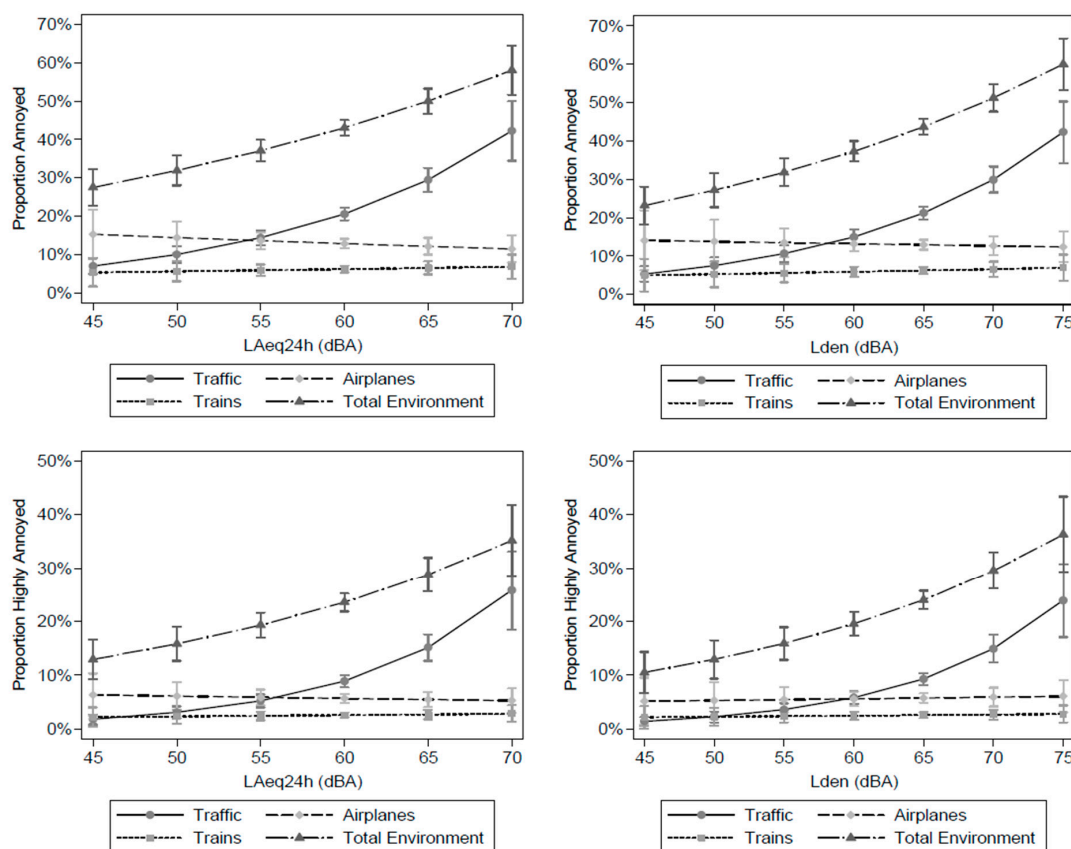 Proportion Annoyed
70%
60%
50%
40%
30%
20%
10%
0%
45 50 55 60 65 70
LAeq24h (dBA)
Traffic Airplanes
Trains Total Environment
Proportion Annoyed
70%
60%
50%
40%
30%
20%
10%
0%
45 50 55 60 65 70 75
Lden (dBA)
Traffic Airplanes
Trains Total Environment
Proportion Highly Annoyed
50%
40%
30%
20%
10%
0%
45 50 55 60 65 70
LAeq24h (dBA)
Traffic Airplanes
Trains Total Environment
Proportion Highly Annoyed
50%
40%
30%
20%
10%
0%
45 50 55 60 65 70 75
Lden (dBA)
Traffic Airplanes
Trains Total Environment